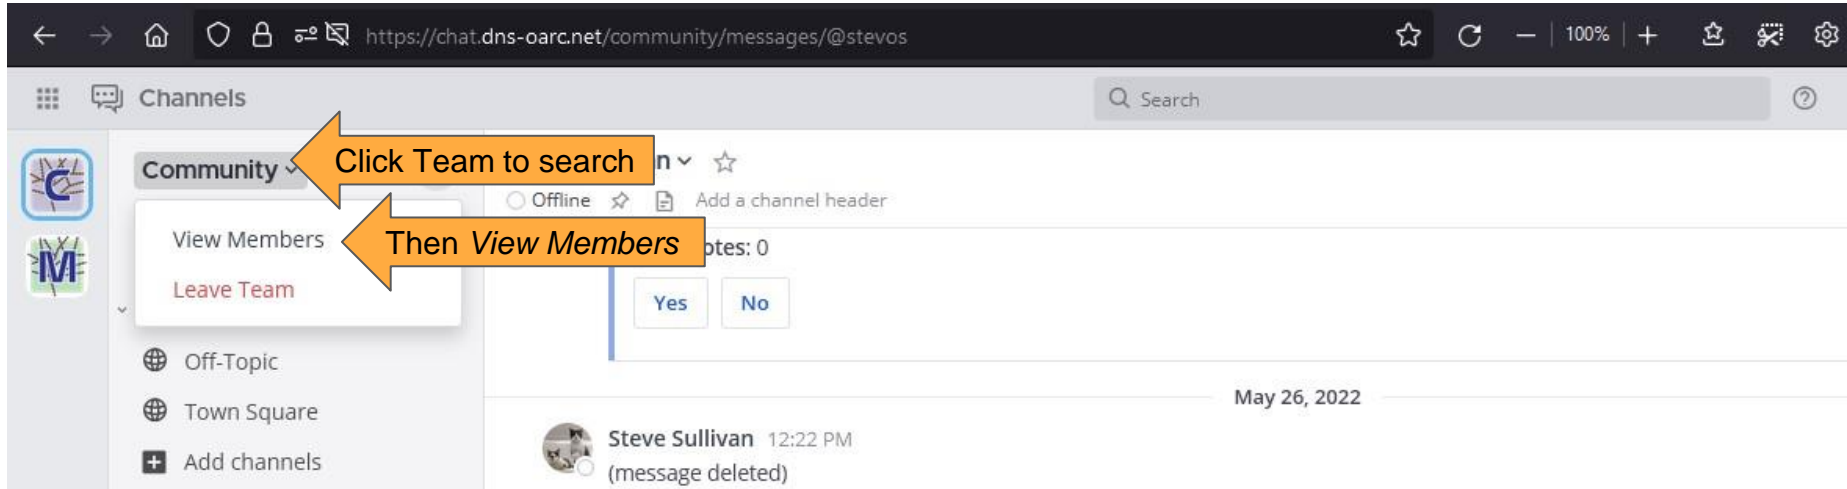 https://chat.dns-oarc.net/community/messages/@stevos
100%
Channels
Search
C
Community
Click Team to search
n
Offline
Add a channel header
M
View Members
Then View Members
otes: 0
Leave Team
Yes
No
Off-Topic
May 26, 2022
Town Square
Steve Sullivan 12:22 PM
Add channels
(message deleted)